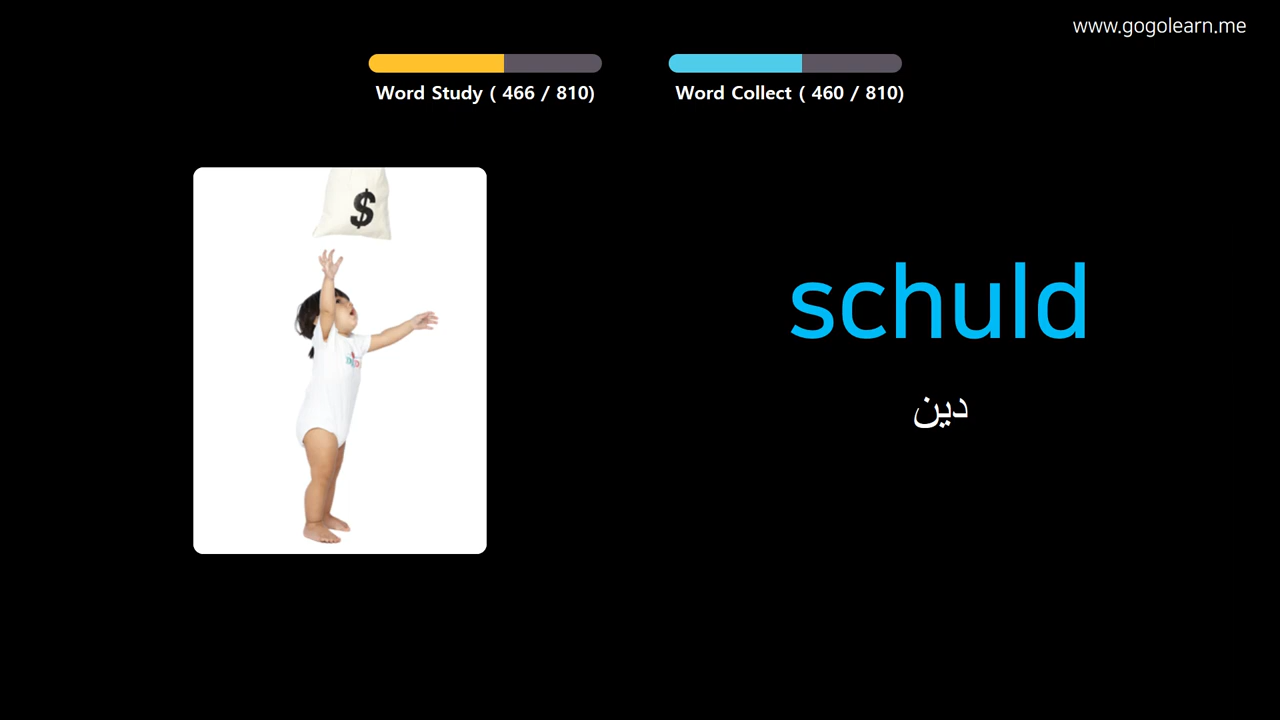 www.gogolearn.me
Word Study ( 466 / 810)
Word Collect ( 460 / 810)
$
schuld
دين